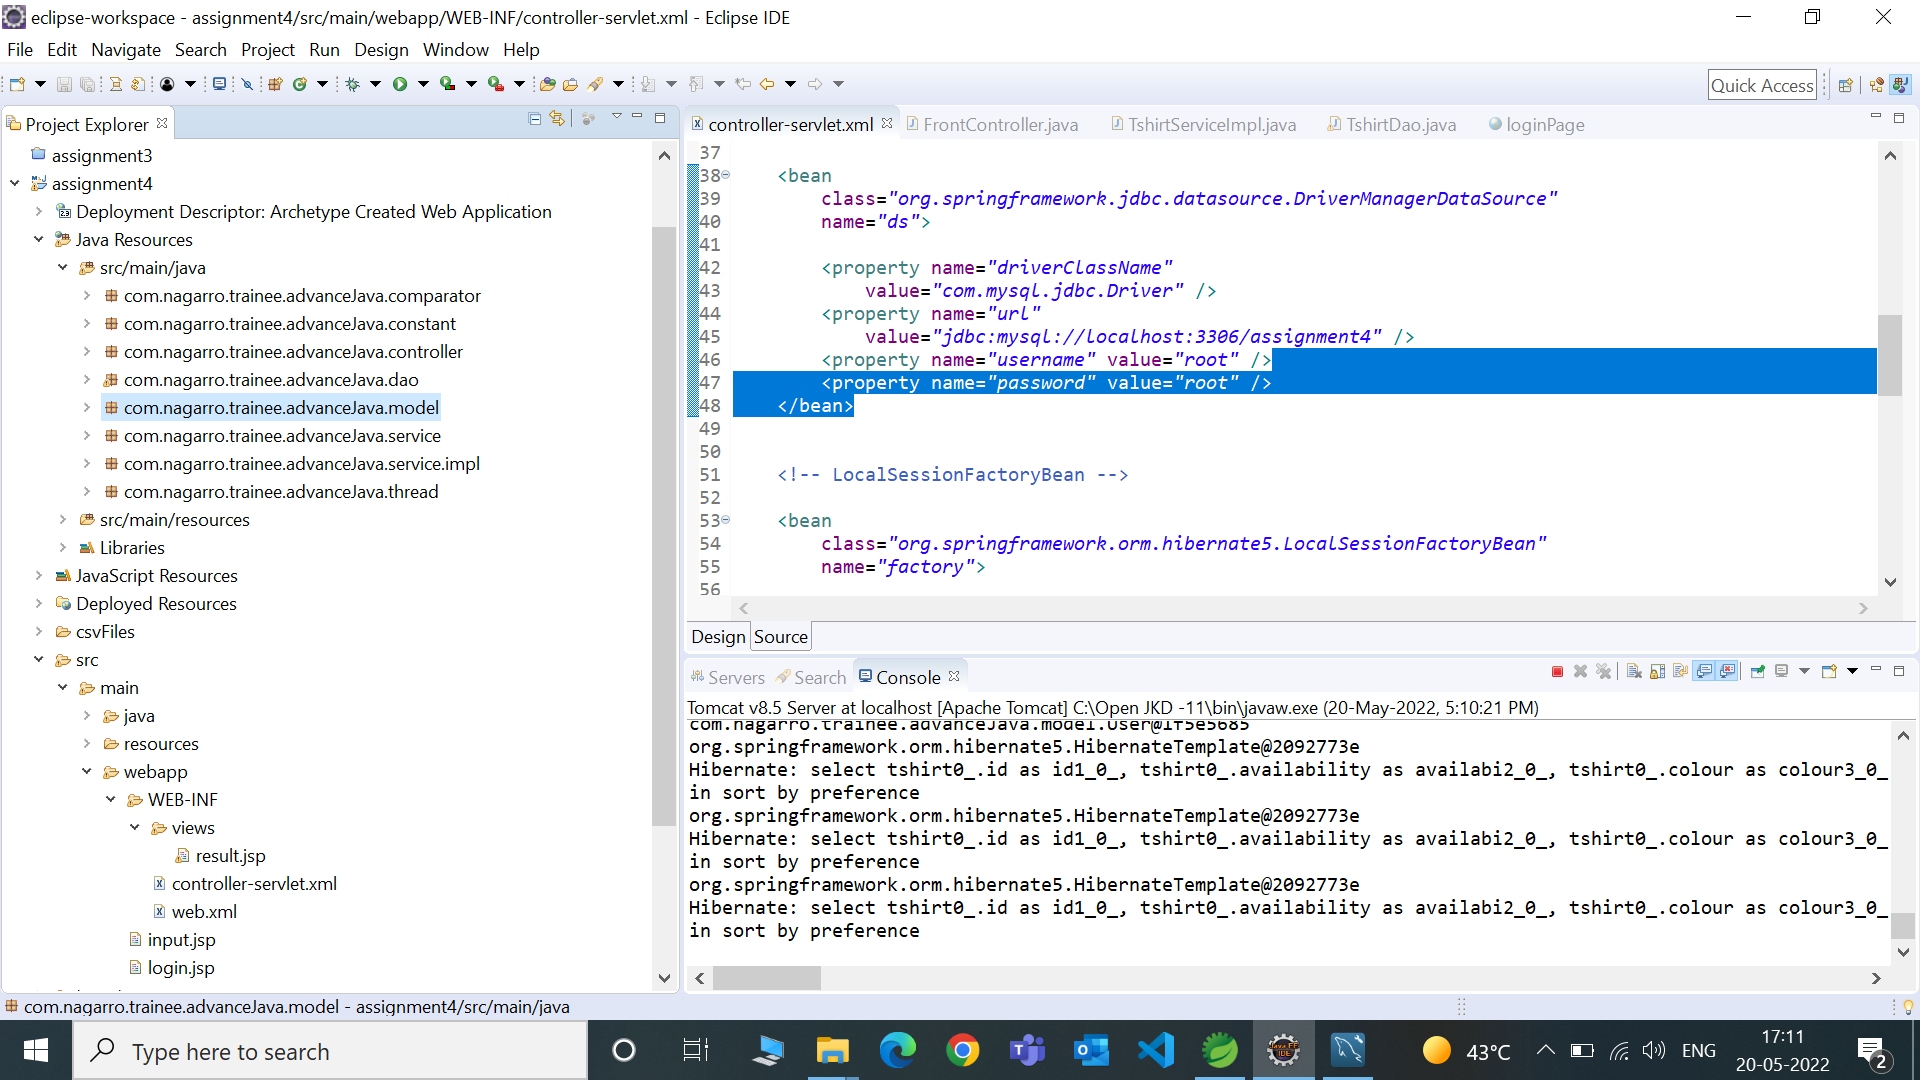 eclipse-workspace - assignment4/src/main/webapp/WEB-INF/controller-servlet.xml - Eclipse IDE
File Edit Navigate Search Project Run Design Window Help
Quick Access
Project Explorer
assignment3
assignment4
Deployment Descriptor: Archetype Created Web Application
Java Resources
src/main/java
com.nagarro.trainee.advanceJava.comparator
com.nagarro.trainee.advanceJava.constant
com.nagarro.trainee.advanceJava.controller
com.nagarro.trainee.advanceJava.dao
com.nagarro.trainee.advanceJava.model
com.nagarro.trainee.advanceJava.service
com.nagarro.trainee.advanceJava.service.impl
com.nagarro.trainee.advanceJava.thread
src/main/resources
Libraries
JavaScript Resources
Deployed Resources
csvFiles
src
main
java
resources
webapp
WEB-INF
views
result.jsp
controller-servlet.xml
web.xml
input.jsp
login.jsp
controller-servlet.xml FrontController.java TshirtServiceImpl.java TshirtDao.java loginPage
37
38 <bean
39 class="org.springframework.jdbc.datasource.DriverManagerDataSource"
40 name="ds">
41
42 <property name="driverClassName"
43 value="com.mysql.jdbc.Driver" />
44 <property name="url"
45 value="jdbc:mysql://localhost:3306/assignment4" />
46 <property name="username" value="root" />
47 <property name="password" value="root" />
48 </bean>
49
50
51 <!-- LocalSessionFactoryBean -->
52
53 <bean
54 class="org.springframework.orm.hibernate5.LocalSessionFactoryBean"
55 name="factory">
56
Design Source
Servers Search Console
Tomcat v8.5 Server at localhost [Apache Tomcat] C:\Open JKD -11\bin\javaw.exe (20-May-2022, 5:10:21 PM)
com.nagarro.trainee.advanceJava.model.User@1f5e5685
org.springframework.orm.hibernate5.HibernateTemplate@2092773e
Hibernate: select tshirt0_.id as id1_0_, tshirt0_.availability as availabi2_0_, tshirt0_.colour as colour3_0_
in sort by preference
org.springframework.orm.hibernate5.HibernateTemplate@2092773e
Hibernate: select tshirt0_.id as id1_0_, tshirt0_.availability as availabi2_0_, tshirt0_.colour as colour3_0_
in sort by preference
org.springframework.orm.hibernate5.HibernateTemplate@2092773e
Hibernate: select tshirt0_.id as id1_0_, tshirt0_.availability as availabi2_0_, tshirt0_.colour as colour3_0_
in sort by preference
com.nagarro.trainee.advanceJava.model - assignment4/src/main/java
Type here to search
43°C
ENG
17:11
20-05-2022
2